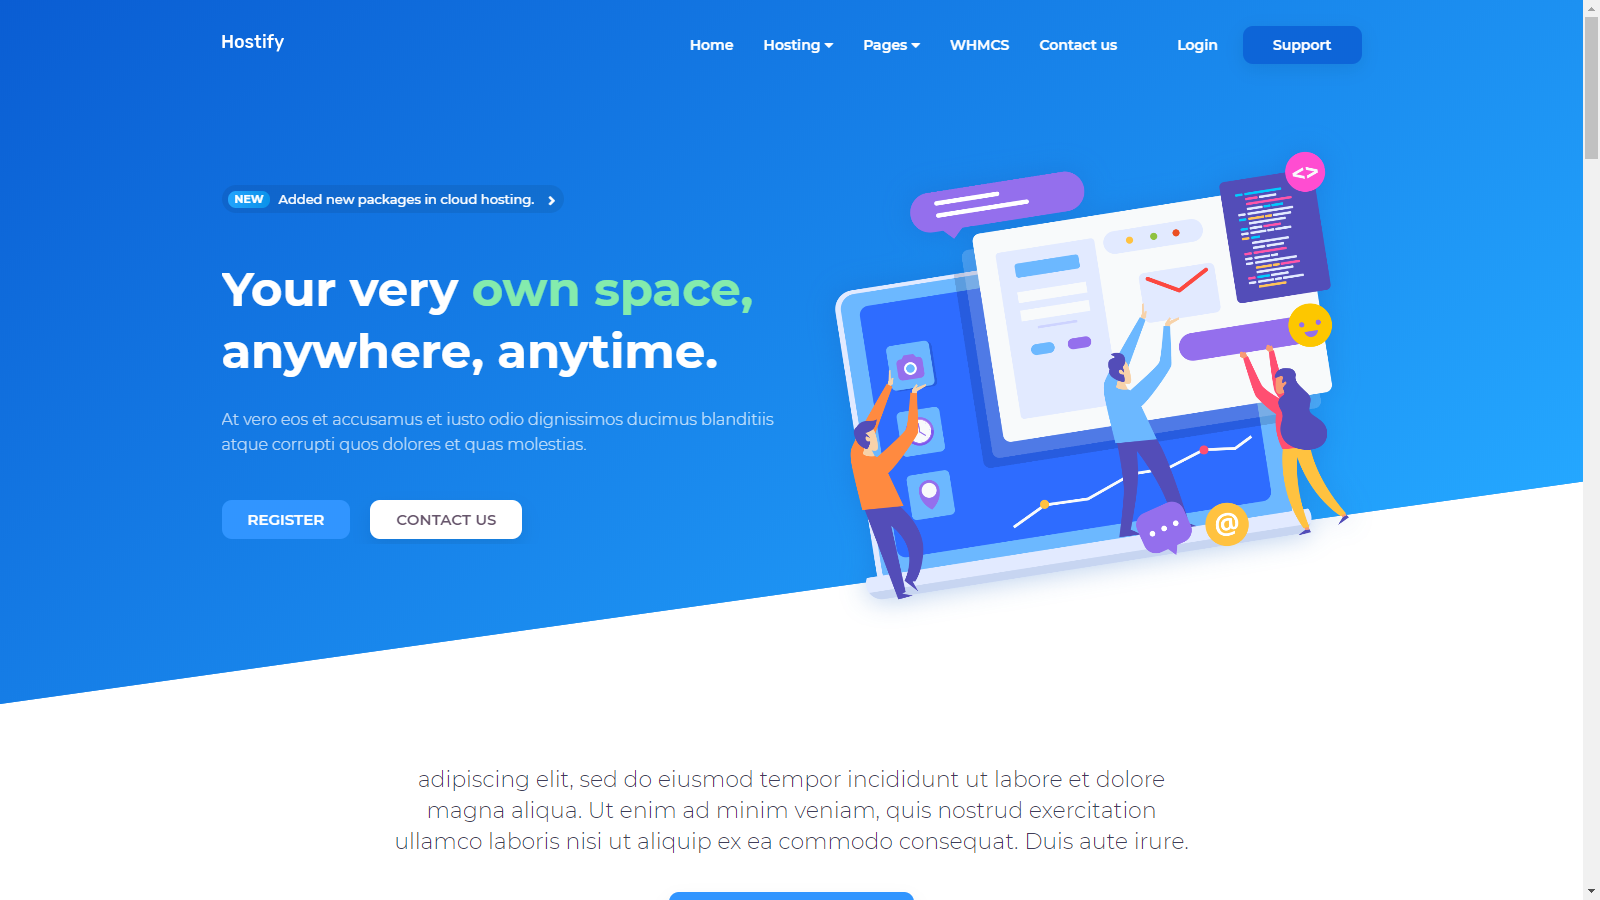 Hostify
Home Hosting Pages WHMCS Contact us Login Support
NEW Added new packages in cloud hosting.
Your very own space,
anywhere, anytime.
At vero eos et accusamus et iusto odio dignissimos ducimus blanditiis
atque corrupti quos dolores et quas molestias.
REGISTER CONTACT US
</> 
@
adipiscing elit, sed do eiusmod tempor incididunt ut labore et dolore
magna aliqua. Ut enim ad minim veniam, quis nostrud exercitation
ullamco laboris nisi ut aliquip ex ea commodo consequat. Duis aute irure.